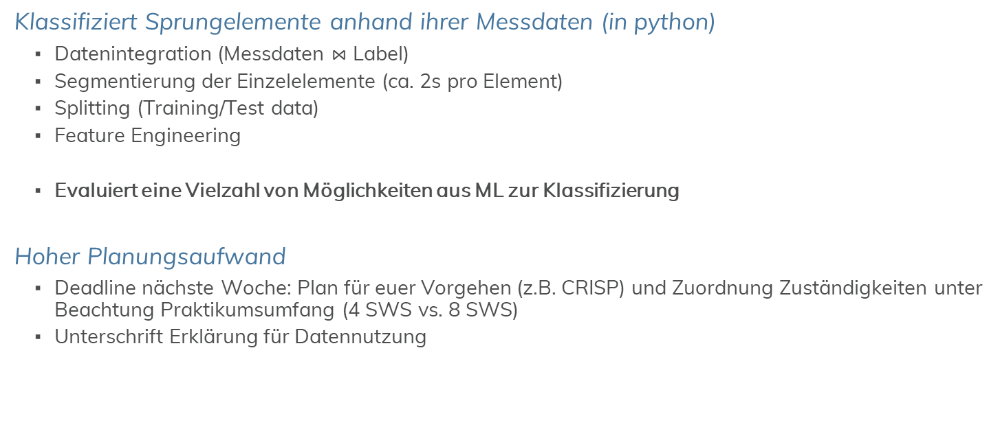 Klassifiziert Sprungelemente anhand ihrer Messdaten (in python)
▪ Datenintegration (Messdaten ⋈ Label)
▪ Segmentierung der Einzelelemente (ca. 2s pro Element)
▪ Splitting (Training/Test data)
▪ Feature Engineering
▪ Evaluiert eine Vielzahl von Möglichkeiten aus ML zur Klassifizierung
Hoher Planungsaufwand
▪ Deadline nächste Woche: Plan für euer Vorgehen (z.B. CRISP) und Zuordnung Zuständigkeiten unter
Beachtung Praktikumsumfang (4 SWS vs. 8 SWS)
▪ Unterschrift Erklärung für Datennutzung